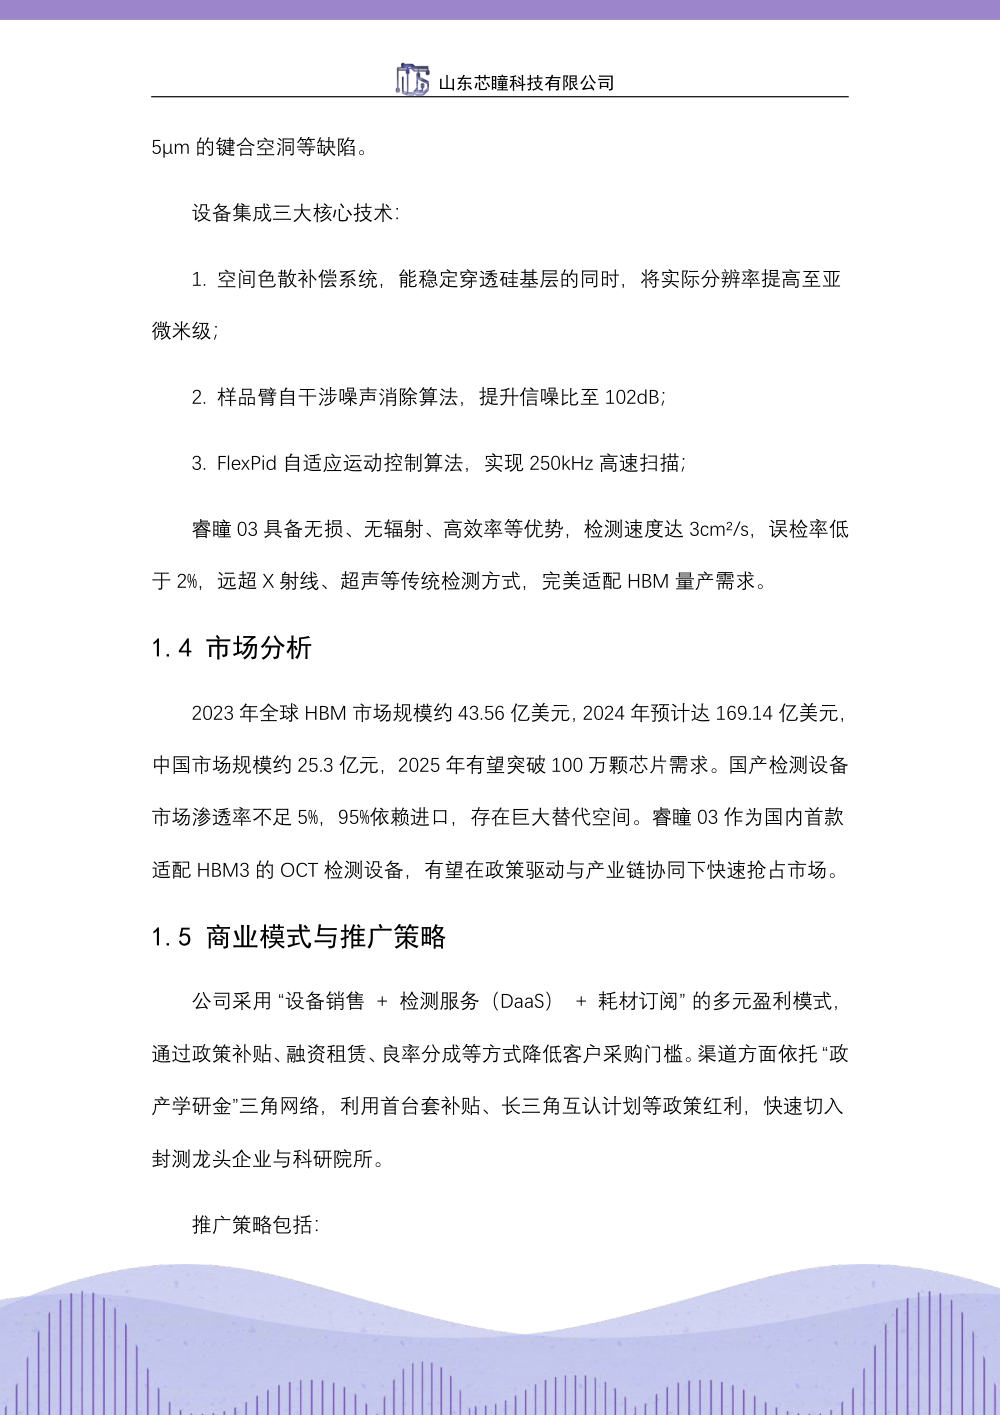 山东芯瞳科技有限公司
5μm 的键合空洞等缺陷。
设备集成三大核心技术：
1. 空间色散补偿系统，能稳定穿透硅基层的同时，将实际分辨率提高至亚
微米级；
2. 样品臂自干涉噪声消除算法，提升信噪比至 102dB；
3. FlexPid 自适应运动控制算法，实现 250kHz 高速扫描；
睿瞳 03 具备无损、无辐射、高效率等优势，检测速度达 3cm²/s，误检率低
于 2%，远超 X 射线、超声等传统检测方式，完美适配 HBM 量产需求。
1.4 市场分析
2023 年全球 HBM 市场规模约 43.56 亿美元，2024 年预计达 169.14 亿美元，
中国市场规模约 25.3 亿元，2025 年有望突破 100 万颗芯片需求。国产检测设备
市场渗透率不足 5%，95%依赖进口，存在巨大替代空间。睿瞳 03 作为国内首款
适配 HBM3 的 OCT 检测设备，有望在政策驱动与产业链协同下快速抢占市场。
1.5 商业模式与推广策略
公司采用 “设备销售 + 检测服务（DaaS） + 耗材订阅” 的多元盈利模式，
通过政策补贴、融资租赁、良率分成等方式降低客户采购门槛。渠道方面依托 “政
产学研金”三角网络，利用首台套补贴、长三角互认计划等政策红利，快速切入
封测龙头企业与科研院所。
推广策略包括：